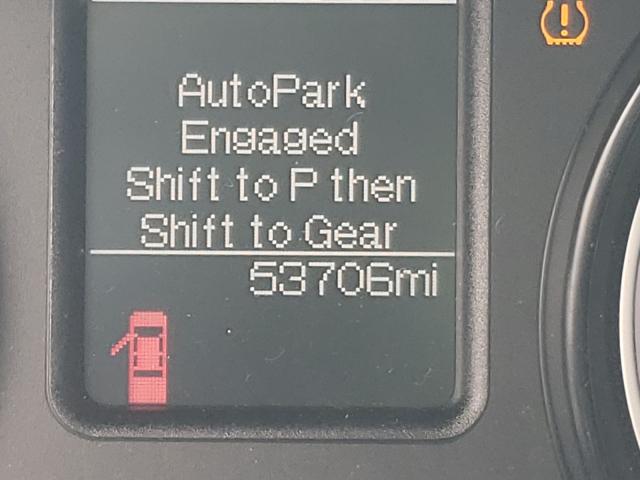 AutoPark
Engaged
Shift to P then
Shift to Gear
53706mi